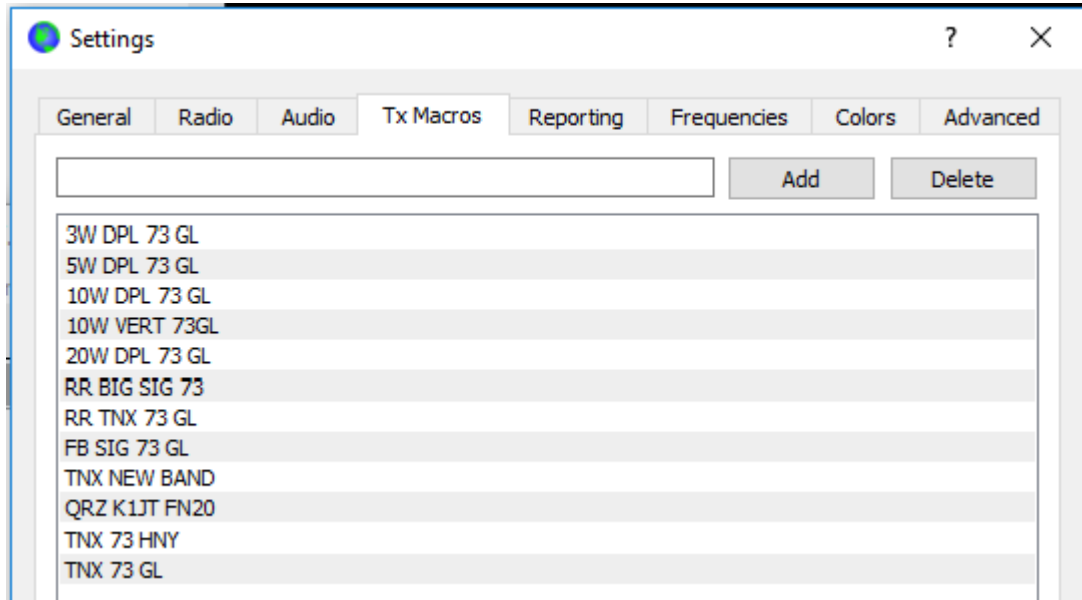 Settings ?
General Radio Audio Tx Macros Reporting Frequencies Colors Advanced
Add Delete
3W DPL 73 GL
5W DPL 73 GL
10W DPL 73 GL
10W VERT 73GL
20W DPL 73 GL
RR BIG SIG 73
RR TNX 73 GL
FB SIG 73 GL
TNX NEW BAND
QRZ K1JT FN20
TNX 73 HNY
TNX 73 GL